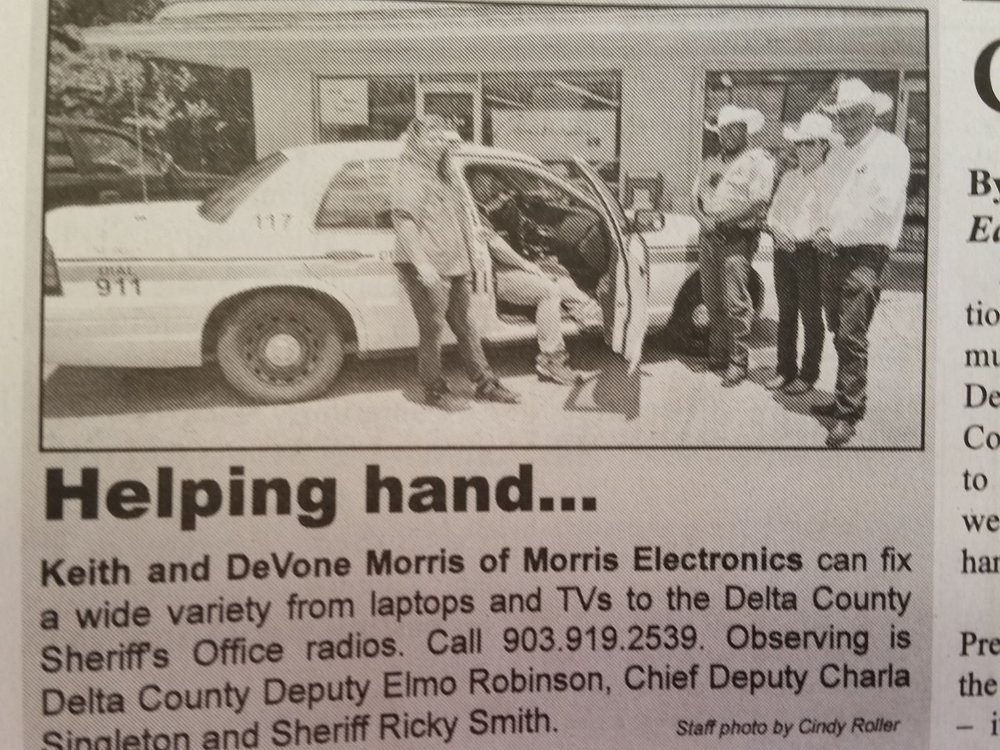 117
DIAL
911
Helping hand...
Keith and DeVone Morris of Morris Electronics can fix
a wide variety from laptops and TVs to the Delta County
Sheriff's Office radios. Call 903.919.2539. Observing is
Delta County Deputy Elmo Robinson, Chief Deputy Charla
Singleton and Sheriff Ricky Smith.
Staff photo by Cindy Roller
By
tio
mu
De
Co
to
we
har
Pre
the
– i